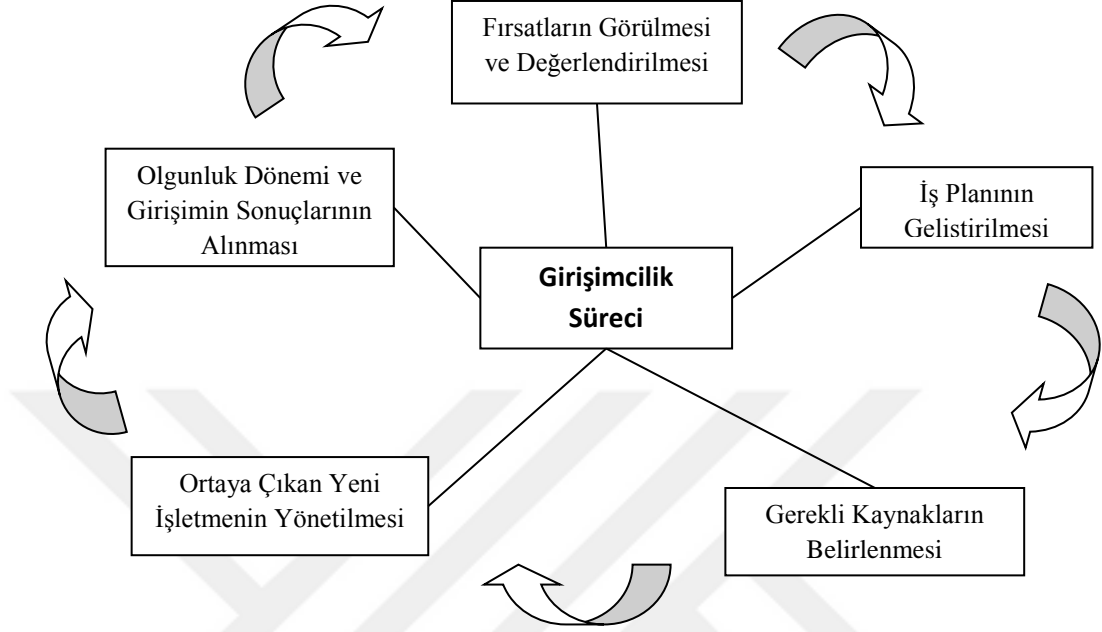 Fırsatların Görülmesi
ve Değerlendirilmesi
İş Planının
Gelistirilmesi
Gerekli Kaynakların
Belirlenmesi
Ortaya Çıkan Yeni
İşletmenin Yönetilmesi
Olgunluk Dönemi ve
Girişimin Sonuçlarının
Alınması
Girişimcilik
Süreci